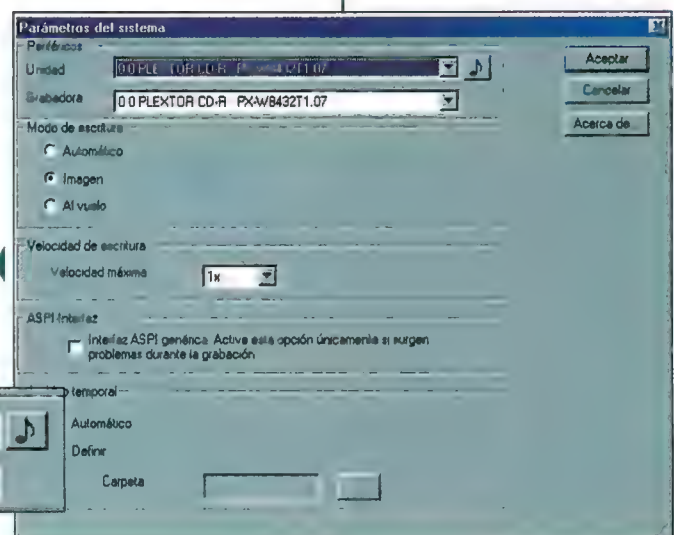 Parámetros del sistema
Periféricos
Unidad
Grabadora 0 0 PLEXTOR CD-R PX-W8432T1.07
Aceptar
Cancelar
Acerca de...
Modo de escritura
Automático
Imagen
Al vuelo
Velocidad de escritura
Velocidad máxima 1x
ASPI-Interfaz
Interfaz ASPI genérica. Active esta opción únicamente si surgen
problemas durante la grabación
temporal
Automático
Definir
Carpeta